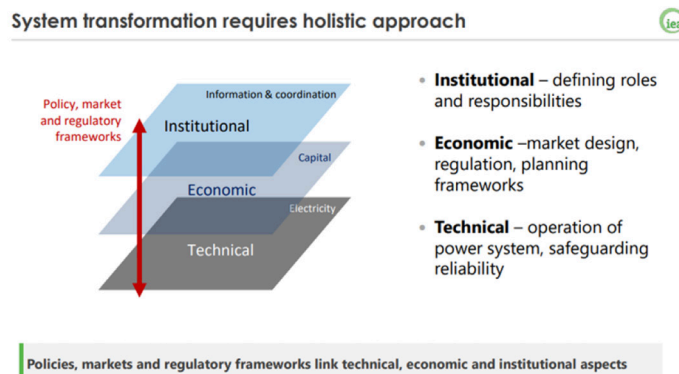 System transformation requires holistic approach
iea
Policy, market
and regulatory
frameworks
Information & coordination
Institutional
Capital
Economic
Electricity
Technical
• Institutional – defining roles
and responsibilities
• Economic –market design,
regulation, planning
frameworks
• Technical – operation of
power system, safeguarding
reliability
Policies, markets and regulatory frameworks link technical, economic and institutional aspects